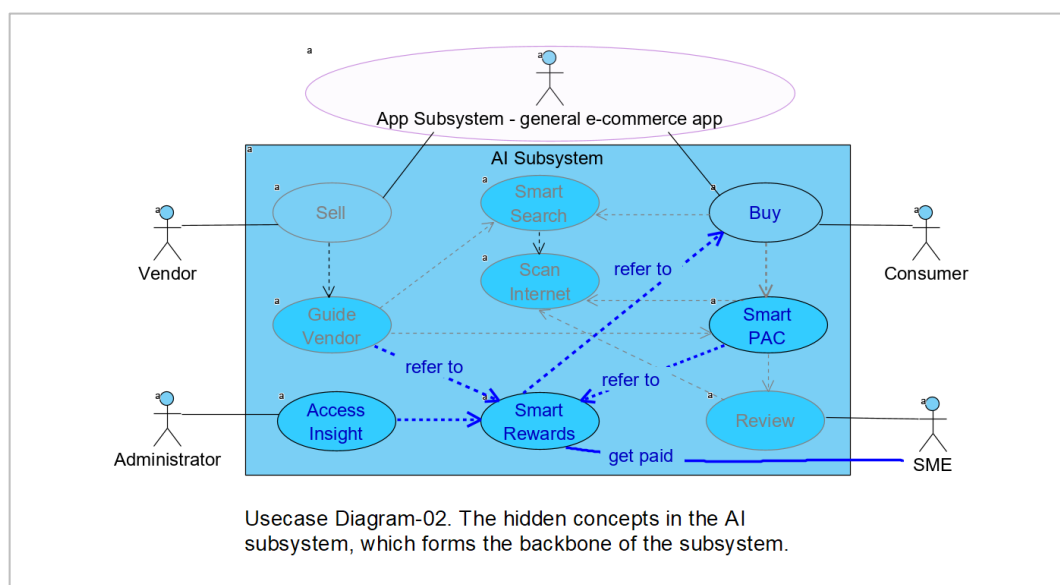 a
a
App Subsystem - general e-commerce app
a
AI Subsystem
a
Sell
a
Smart
Search
a
Buy
a
Vendor
a
Consumer
refer to
a
Scan
Internet
a
Guide
Vendor
a
Smart
PAC
refer to
refer to
a
Administrator
a
Access
Insight
a
Smart
Rewards
a
Review
a
SME
get paid
Usecase Diagram-02. The hidden concepts in the AI
subsystem, which forms the backbone of the subsystem.